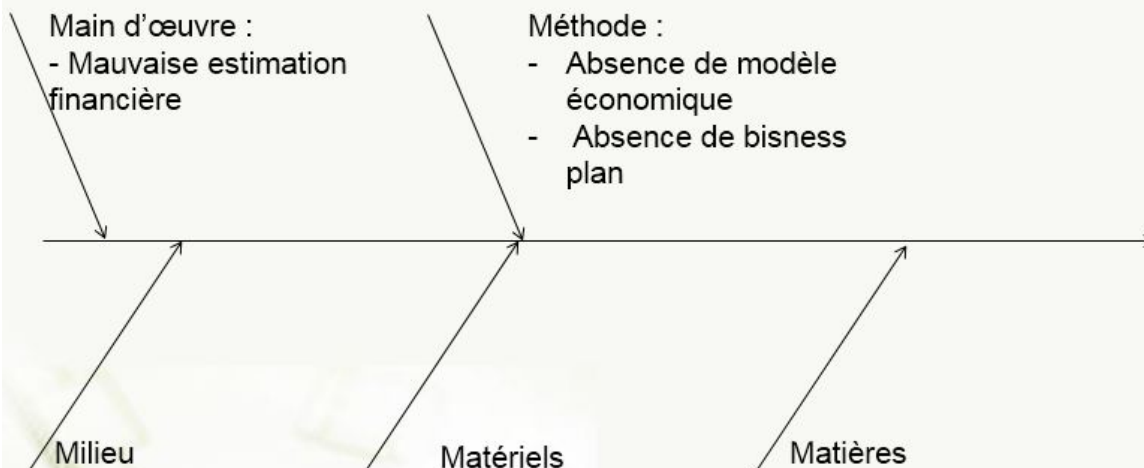 Main d’œuvre :
- Mauvaise estimation
financière
Méthode :
- Absence de modèle
économique
- Absence de bisness
plan
Milieu
Matériels
Matières